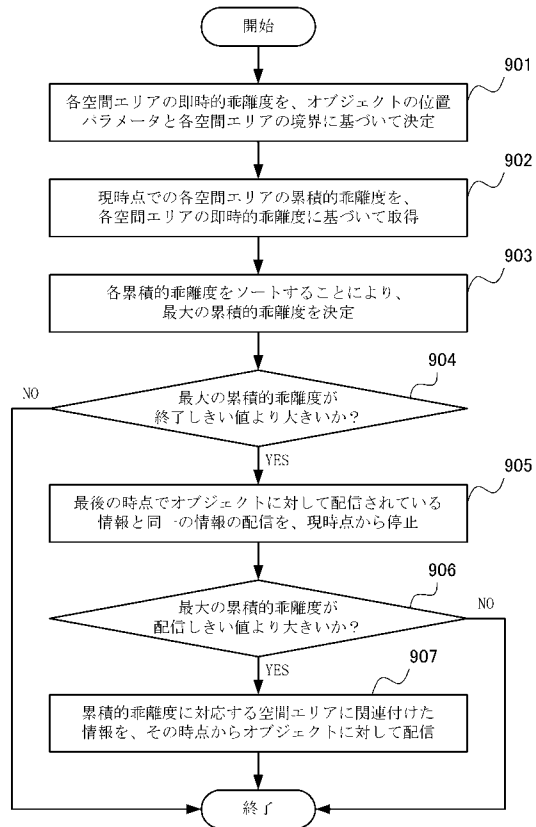 開始
901
各空間エリアの即時的乖離度を、オブジェクトの位置
パラメータと各空間エリアの境界に基づいて決定
902
現時点での各空間エリアの累積的乖離度を、
各空間エリアの即時的乖離度に基づいて取得
903
各累積的乖離度をソートすることにより、
最大の累積的乖離度を決定
904
NO
最大の累積的乖離度が
終了しきい値より大きいか？
YES
905
最後の時点でオブジェクトに対して配信されている
情報と同一の情報の配信を、現時点から停止
906
最大の累積的乖離度が
配信しきい値より大きいか？
NO
YES
907
累積的乖離度に対応する空間エリアに関連付けた
情報を、その時点からオブジェクトに対して配信
終了